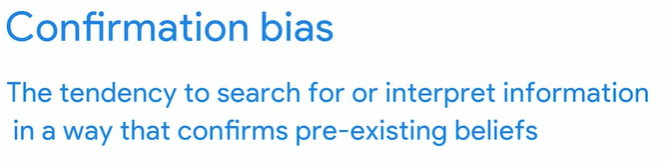 Confirmation bias
The tendency to search for or interpret information
in a way that confirms pre-existing beliefs